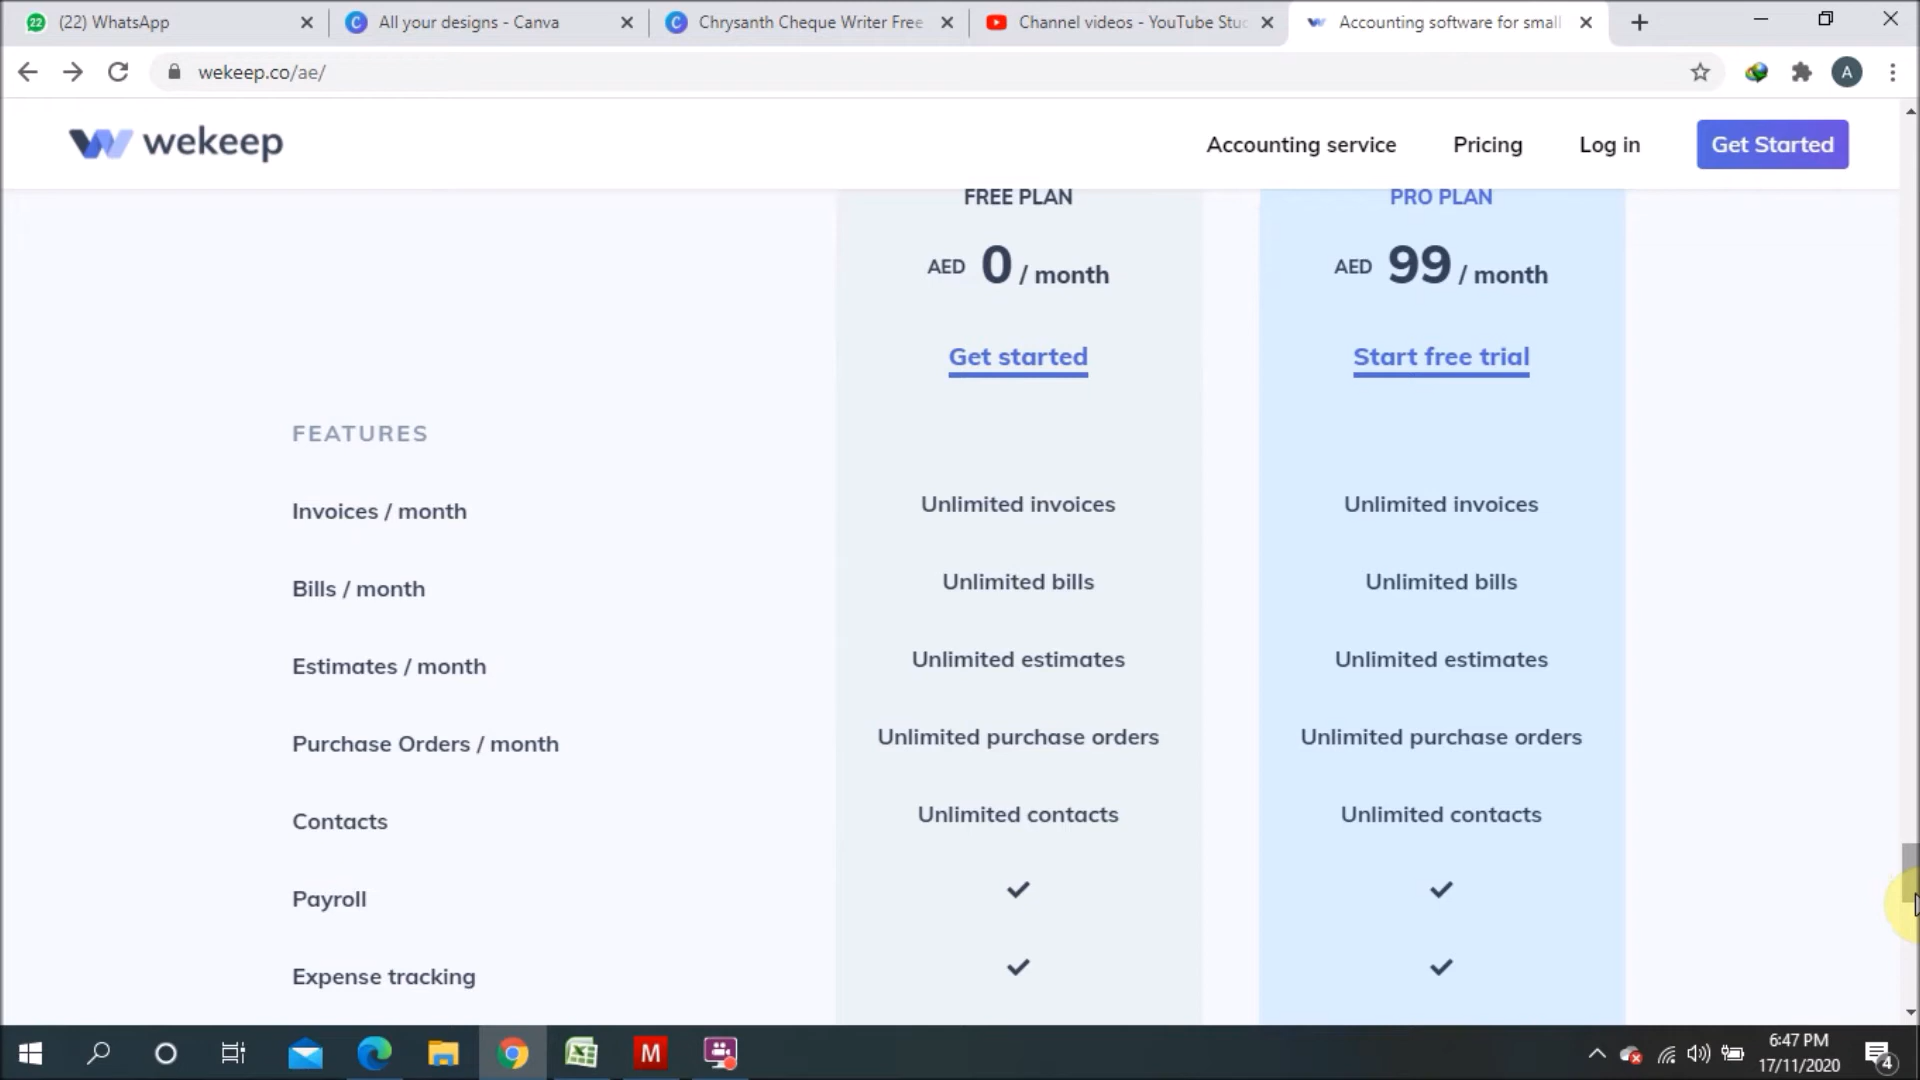 22 (22) WhatsApp
All your designs - Canva
Chrysanth Cheque Writer Free
Channel videos - YouTube Stu
Accounting software for small
wekeep.co/ae/
A
wekeep
Accounting service
Pricing
Log in
Get Started
FREE PLAN
PRO PLAN
AED 0 / month
AED 99 / month
Get started
Start free trial
FEATURES
Invoices / month
Unlimited invoices
Unlimited invoices
Bills / month
Unlimited bills
Unlimited bills
Estimates / month
Unlimited estimates
Unlimited estimates
Purchase Orders / month
Unlimited purchase orders
Unlimited purchase orders
Contacts
Unlimited contacts
Unlimited contacts
Payroll
Expense tracking
M
6:47 PM
17/11/2020
4